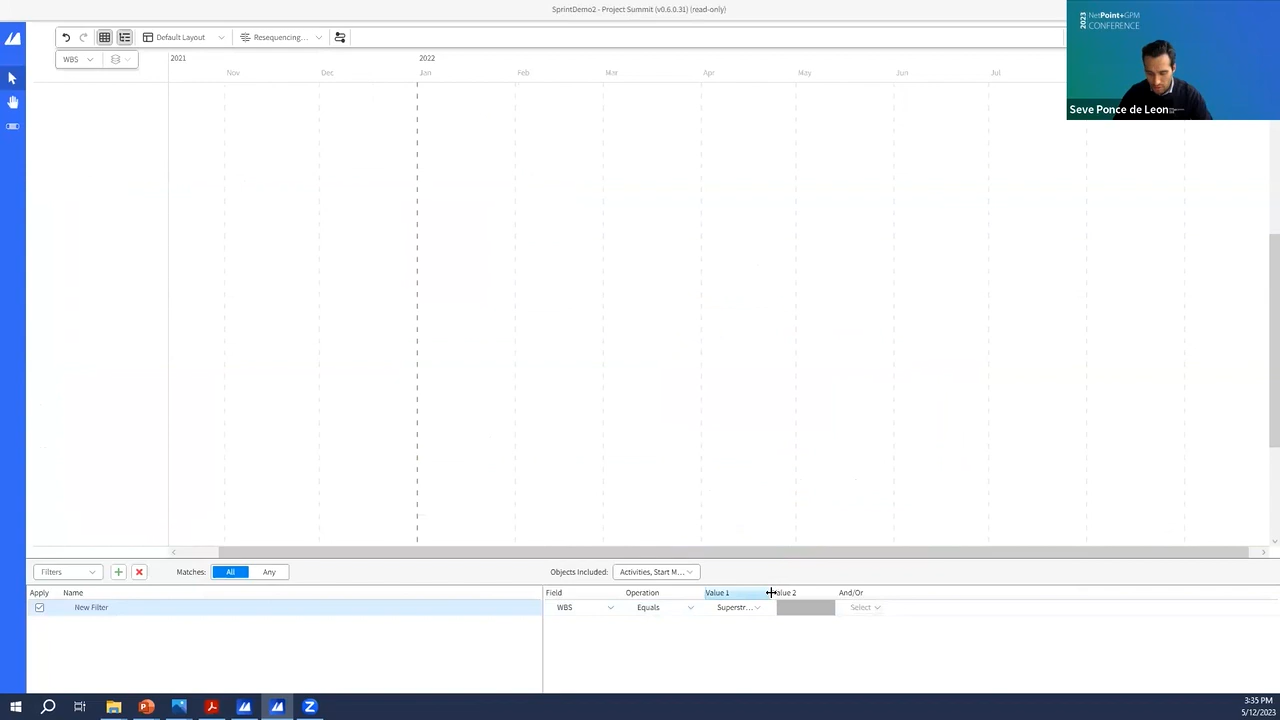 SprintDemo2 - Project Summit (v0.6.0.31) (read-only)
Default Layout
Resequencing...
WBS
2021
2022
Nov
Dec
Jan
Feb
Mar
Apr
May
Jun
Jul
2023
NetPoint+GPM
CONFERENCE
Seve Ponce de Leon
Filters
Matches:
All
Any
Objects Included:
Activities, Start M...
Apply
Name
Field
Operation
Value 1
alue 2
And/Or
New Filter
WBS
Equals
Superstr...
Select
3:35 PM
5/12/2023